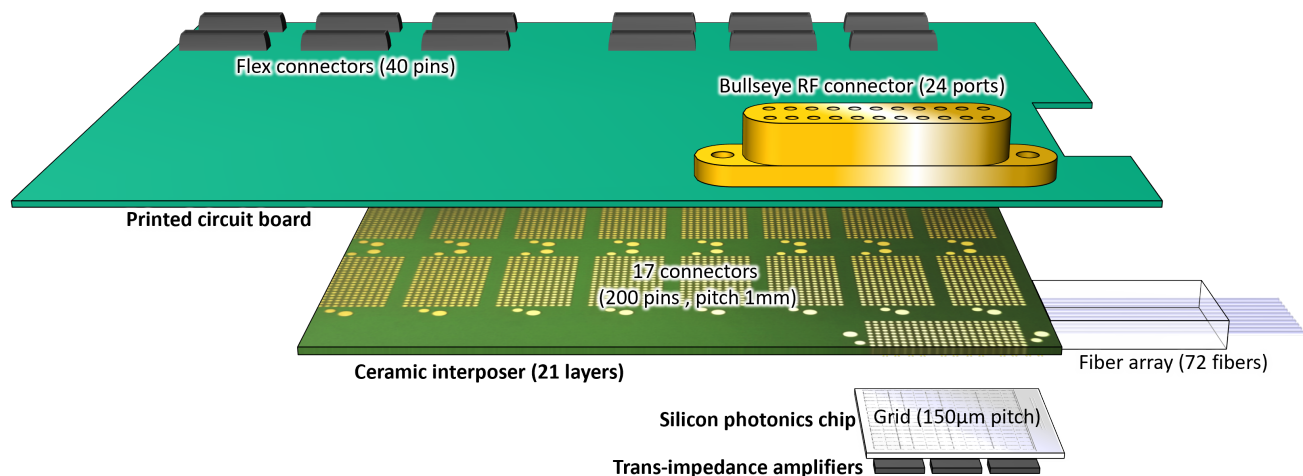 Flex connectors (40 pins)
Bullseye RF connector (24 ports)
Printed circuit board
17 connectors
(200 pins , pitch 1mm)
Ceramic interposer (21 layers)
Fiber array (72 fibers)
Silicon photonics chip
Grid (150µm pitch)
Trans-impedance amplifiers